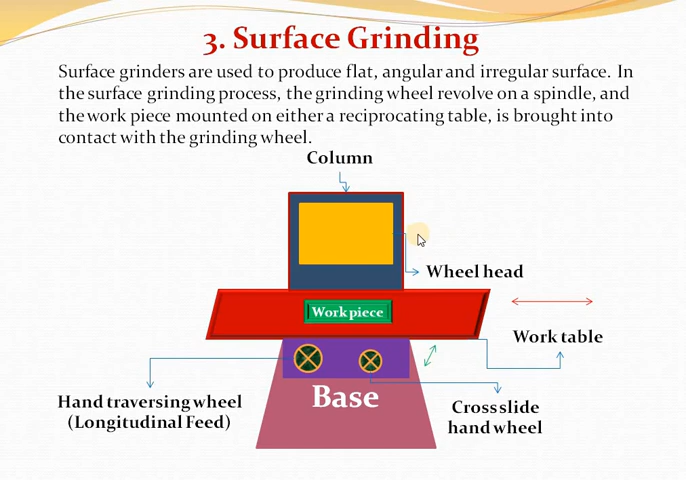 3. Surface Grinding
Surface grinders are used to produce flat, angular and irregular surface. In
the surface grinding process, the grinding wheel revolve on a spindle, and
the work piece mounted on either a reciprocating table, is brought into
contact with the grinding wheel.
Column
Wheel head
Work piece
Work table
Hand traversing wheel
(Longitudinal Feed)
Base
Cross slide
hand wheel